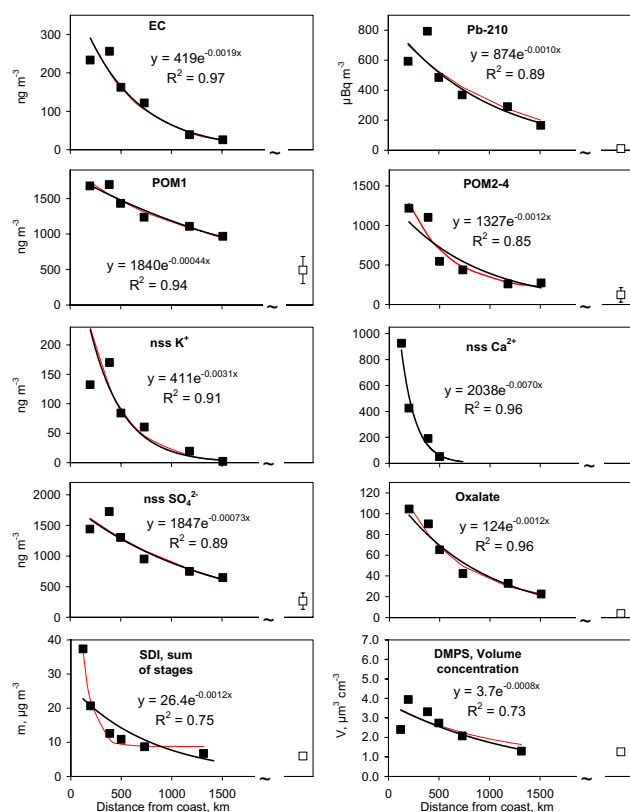 EC
y = 419e^-0.0019x
R² = 0.97
ng m⁻³
300
200
100
0
~
Pb-210
y = 874e^-0.0010x
R² = 0.89
µBq m⁻³
800
600
400
200
0
~
POM1
y = 1840e^-0.00044x
R² = 0.94
ng m⁻³
1500
1000
500
0
~
POM2-4
y = 1327e^-0.0012x
R² = 0.85
ng m⁻³
1500
1000
500
0
~
nss K⁺
y = 411e^-0.0031x
R² = 0.91
ng m⁻³
200
150
100
50
0
~
nss Ca²⁺
y = 2038e^-0.0070x
R² = 0.96
1000
800
600
400
200
0
~
nss SO₄²⁻
y = 1847e^-0.00073x
R² = 0.89
ng m⁻³
2000
1500
1000
500
0
~
Oxalate
y = 124e^-0.0012x
R² = 0.96
120
100
80
60
40
20
0
~
SDI, sum
of stages
y = 26.4e^-0.0012x
R² = 0.75
m, µg m⁻³
40
30
20
10
0
0 500 1000 1500
~
Distance from coast, km
DMPS, Volume
concentration
y = 3.7e^-0.0008x
R² = 0.73
V, µm³ cm⁻³
7.0
6.0
5.0
4.0
3.0
2.0
1.0
0.0
0 500 1000 1500
~
Distance from coast, km